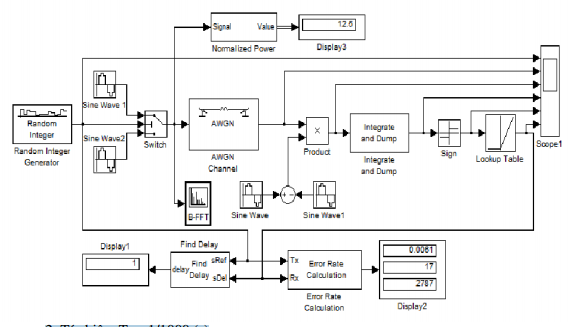 Signal
Value
12.5
Normalized Power
Display3
Sine Wave 1
Random
Integer
Random Integer
Generator
Sine Wave2
Switch
AWGN
AWGN
Channel
×
Product
Integrate
and Dump
Integrate
and Dump
Sign
Lookup Table
Scope1
B-FFT
Sine Wave
+ -
Sine Wave1
Display1
1
Find Delay
delay
Find
Delay
sRef
sDel
Tx
Rx
Error Rate
Calculation
Error Rate
Calculation
0.0061
17
2787
Display2